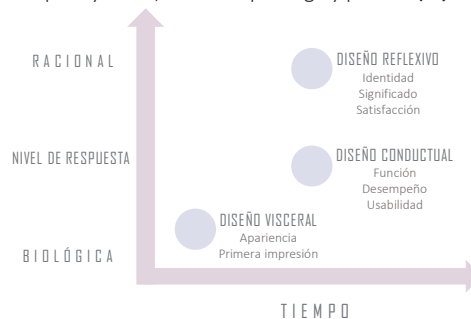 RACIONAL
DISEÑO REFLEXIVO
Identidad
Significado
Satisfacción
NIVEL DE RESPUESTA
DISEÑO CONDUCTUAL
Función
Desempeño
Usabilidad
DISEÑO VISCERAL
Apariencia
Primera impresión
BIOLÓGICA
TIEMPO